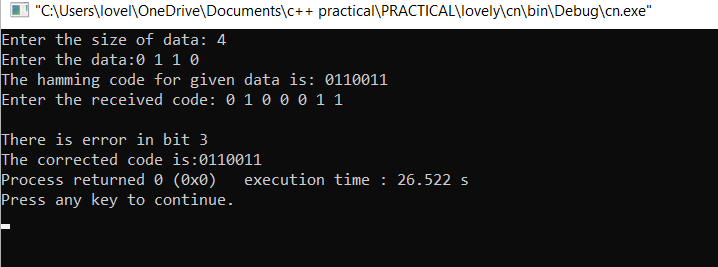 "C:\Users\lovel\OneDrive\Documents\c++ practical\PRACTICAL\lovely\cn\bin\Debug\cn.exe"
Enter the size of data: 4
Enter the data:0 1 1 0
The hamming code for given data is: 0110011
Enter the received code: 0 1 0 0 0 1 1
There is error in bit 3
The corrected code is:0110011
Process returned 0 (0x0)   execution time : 26.522 s
Press any key to continue.